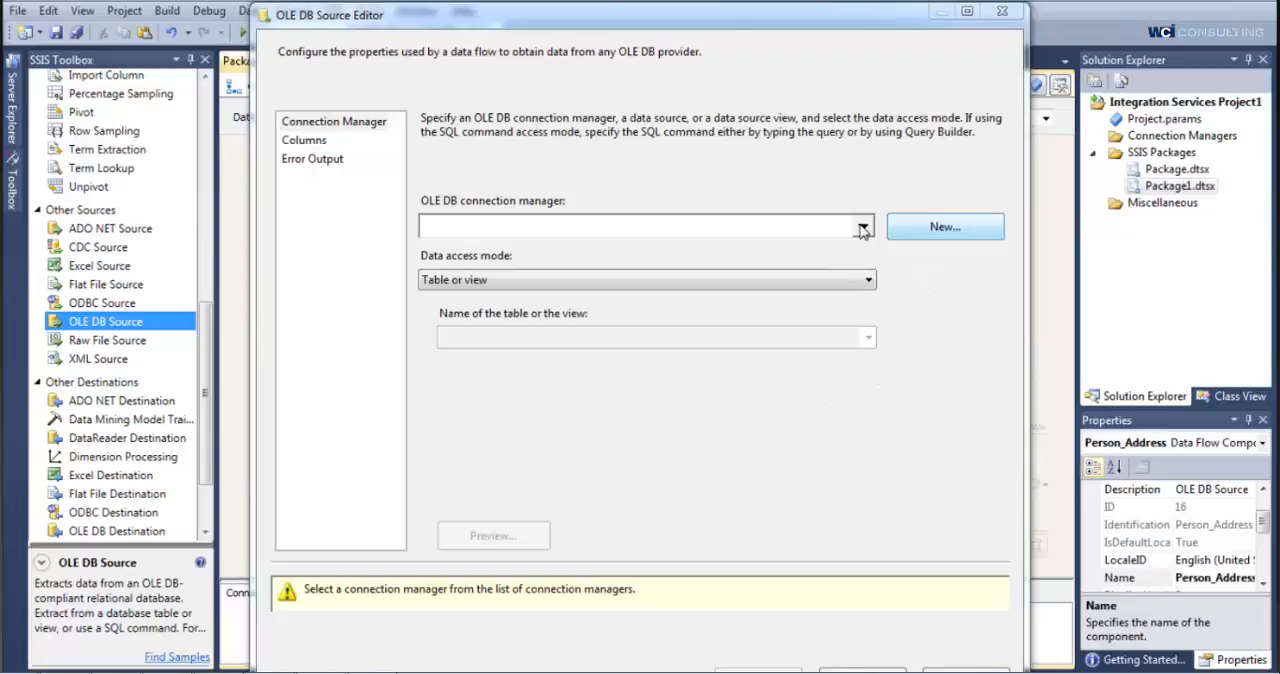 File Edit View Project Build Debug
OLE DB Source Editor
WCI CONSULTING
SSIS Toolbox
Import Column
Percentage Sampling
Pivot
Row Sampling
Term Extraction
Term Lookup
Unpivot
Other Sources
ADO NET Source
CDC Source
Excel Source
Flat File Source
ODBC Source
OLE DB Source
Raw File Source
XML Source
Other Destinations
ADO NET Destination
Data Mining Model Trai...
DataReader Destination
Dimension Processing
Excel Destination
Flat File Destination
ODBC Destination
OLE DB Destination
OLE DB Source
Extracts data from an OLE DB-
compliant relational database.
Extract from a database table or
view, or use a SQL command. For...
Find Samples
Server Explorer
Toolbox
Packa
Dat
Conn
Configure the properties used by a data flow to obtain data from any OLE DB provider.
Connection Manager
Columns
Error Output
Specify an OLE DB connection manager, a data source, or a data source view, and select the data access mode. If using
the SQL command access mode, specify the SQL command either by typing the query or by using Query Builder.
OLE DB connection manager:
New...
Data access mode:
Table or view
Name of the table or the view:
Preview...
Select a connection manager from the list of connection managers.
Solution Explorer
Integration Services Project1
Project.params
Connection Managers
SSIS Packages
Package.dtsx
Package1.dtsx
Miscellaneous
Solution Explorer Class View
Properties
Person_Address Data Flow Compo
Description OLE DB Source
ID 16
Identification Person_Address
IsDefaultLoca True
LocaleID English (United
Name Person_Address
Name
Specifies the name of the
component.
Getting Started... Properties